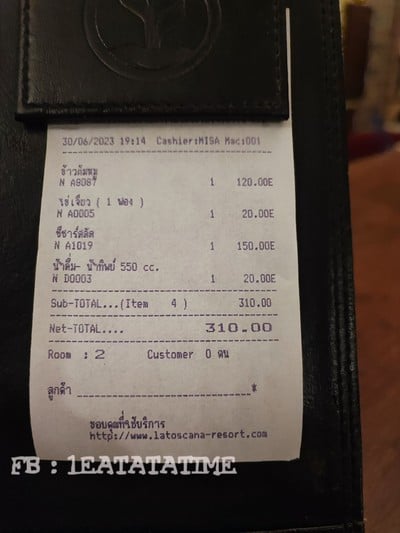 30/06/2023 19:14 Cashier:MISA Mac:001
ข้าวต้มหมู
N A8087 1 120.00E
ไข่เจียว ( 1 ฟอง )
N A0005 1 20.00E
ซีซาร์สลัด
N A1019 1 150.00E
น้ำดื่ม- น้ำทิพย์ 550 cc.
N D0003 1 20.00E
Sub-TOTAL...(Item 4 ) 310.00
Net-TOTAL.... 310.00
Room : 2 Customer 0 คน
ลูกค้า ____________________________*
ขอบคุณที่ใช้บริการ
http://www.latoscana-resort.com
FB : 1EATATATIME